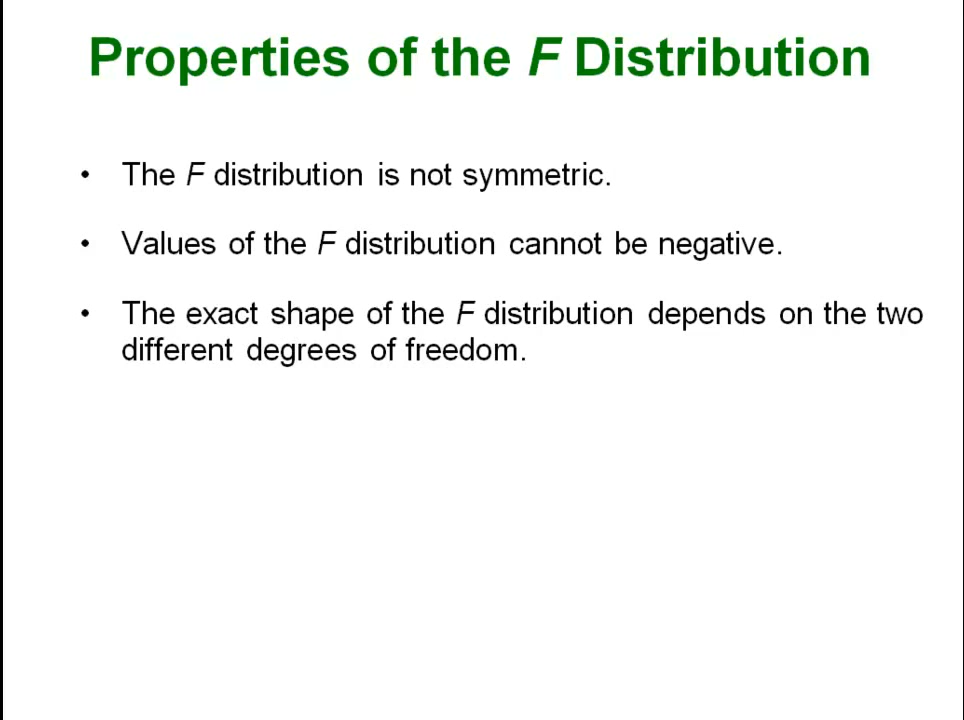 Properties of the F Distribution
• The F distribution is not symmetric.
• Values of the F distribution cannot be negative.
• The exact shape of the F distribution depends on the two
different degrees of freedom.